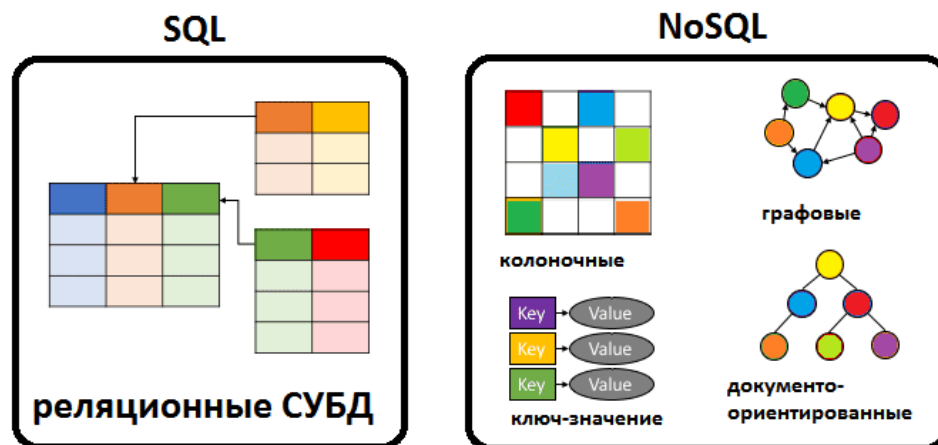 SQL
реляционные СУБД
NoSQL
колоночные
графовые
Key
Value
Key
Value
Key
Value
ключ-значение
документо-
ориентированные